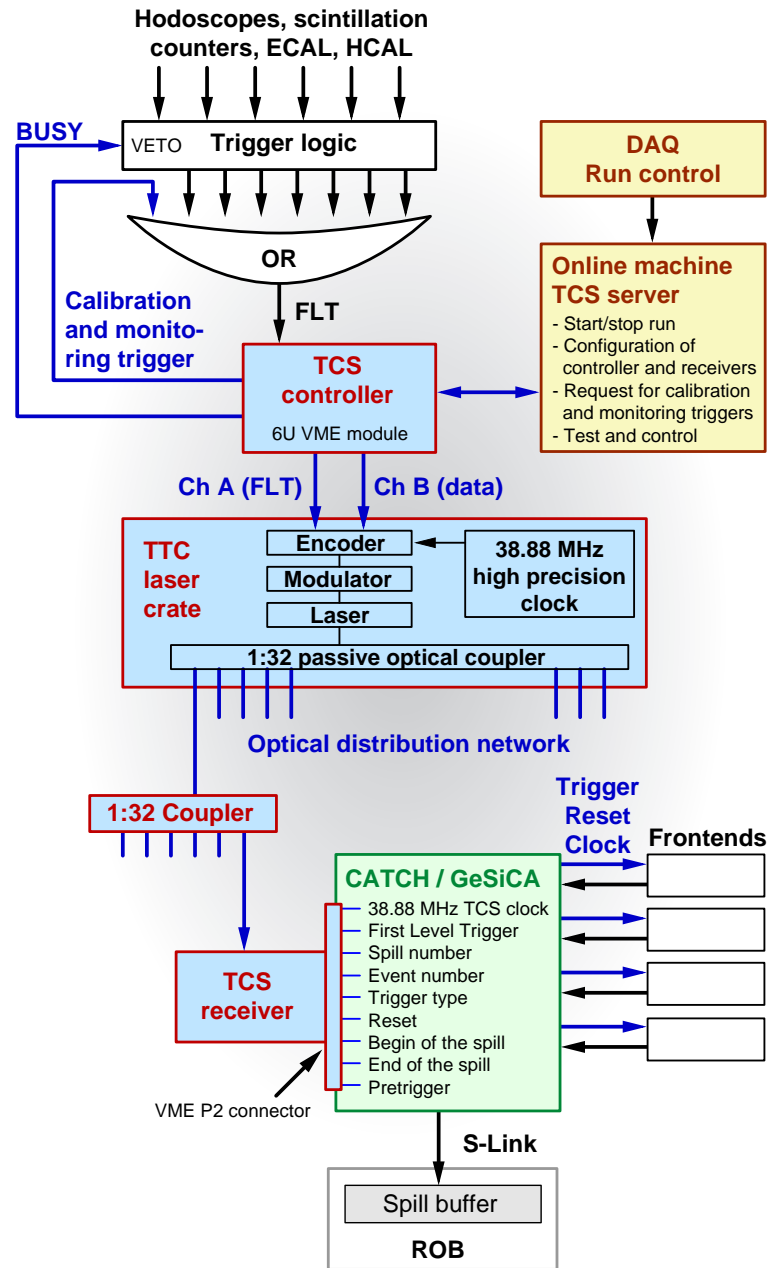 Hodoscopes, scintillation
counters, ECAL, HCAL
BUSY
VETO
Trigger logic
DAQ
Run control
OR
Online machine
TCS server
- Start/stop run
- Configuration of
controller and receivers
- Request for calibration
and monitoring triggers
- Test and control
Calibration
and monito-
ring trigger
FLT
TCS
controller
6U VME module
Ch A (FLT)
Ch B (data)
TTC
laser
crate
Encoder
Modulator
Laser
38.88 MHz
high precision
clock
1:32 passive optical coupler
Optical distribution network
1:32 Coupler
Trigger
Reset
Clock
Frontends
CATCH / GeSiCA
38.88 MHz TCS clock
First Level Trigger
Spill number
Event number
Trigger type
Reset
Begin of the spill
End of the spill
Pretrigger
TCS
receiver
VME P2 connector
S-Link
Spill buffer
ROB